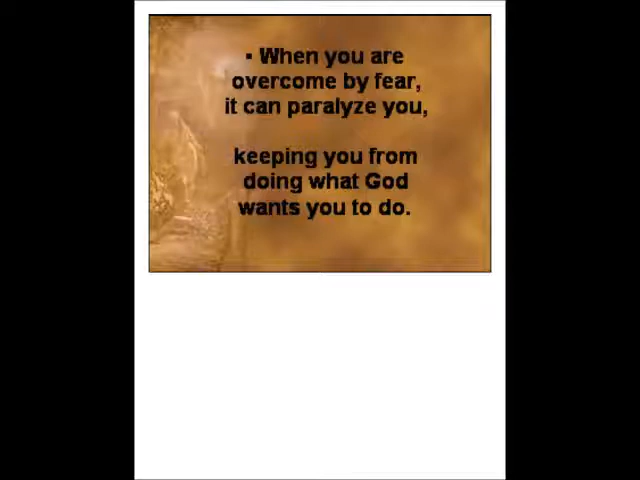 ▪ When you are
overcome by fear,
it can paralyze you,
keeping you from
doing what God
wants you to do.